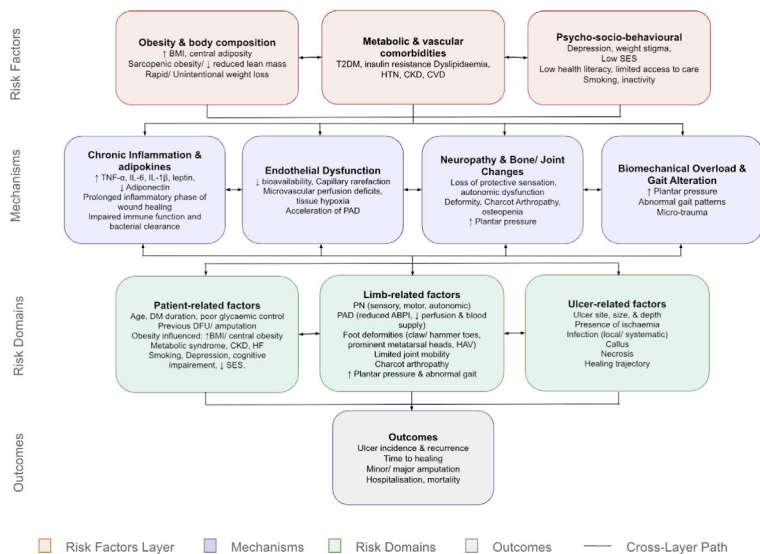 Risk Factors
Obesity & body composition
↑ BMI, central adiposity
Sarcopenic obesity/ ↓ reduced lean mass
Rapid/ Unintentional weight loss
Metabolic & vascular
comorbidities
T2DM, insulin resistance Dyslipidaemia,
HTN, CKD, CVD
Psycho-socio-behavioural
Depression, weight stigma,
Low SES
Low health literacy, limited access to care
Smoking, inactivity
Mechanisms
Chronic Inflammation &
adipokines
↑ TNF-α, IL-6, IL-1β, leptin,
↓ Adiponectin
Prolonged inflammatory phase of
wound healing
Impaired immune function and
bacterial clearance
Endothelial Dysfunction
↓ bioavailability, Capillary rarefaction
Microvascular perfusion deficits,
tissue hypoxia
Acceleration of PAD
Neuropathy & Bone/ Joint
Changes
Loss of protective sensation,
autonomic dysfunction
Deformity, Charcot Arthropathy,
osteopenia
↑ Plantar pressure
Biomechanical Overload &
Gait Alteration
↑ Plantar pressure
Abnormal gait patterns
Micro-trauma
Risk Domains
Patient-related factors
Age, DM duration, poor glycaemic control
Previous DFU/ amputation
Obesity influenced: ↑BMI/ central obesity
Metabolic syndrome, CKD, HF
Smoking, Depression, cognitive
impairment, ↓ SES.
Limb-related factors
PN (sensory, motor, autonomic)
PAD (reduced ABPI, ↓ perfusion & blood
supply)
Foot deformities (claw/ hammer toes,
prominent metatarsal heads, HAV)
Limited joint mobility
Charcot arthropathy
↑ Plantar pressure & abnormal gait
Ulcer-related factors
Ulcer site, size, & depth
Presence of ischaemia
Infection (local/ systematic)
Callus
Necrosis
Healing trajectory
Outcomes
Outcomes
Ulcer incidence & recurrence
Time to healing
Minor/ major amputation
Hospitalisation, mortality
Risk Factors Layer
Mechanisms
Risk Domains
Outcomes
Cross-Layer Path